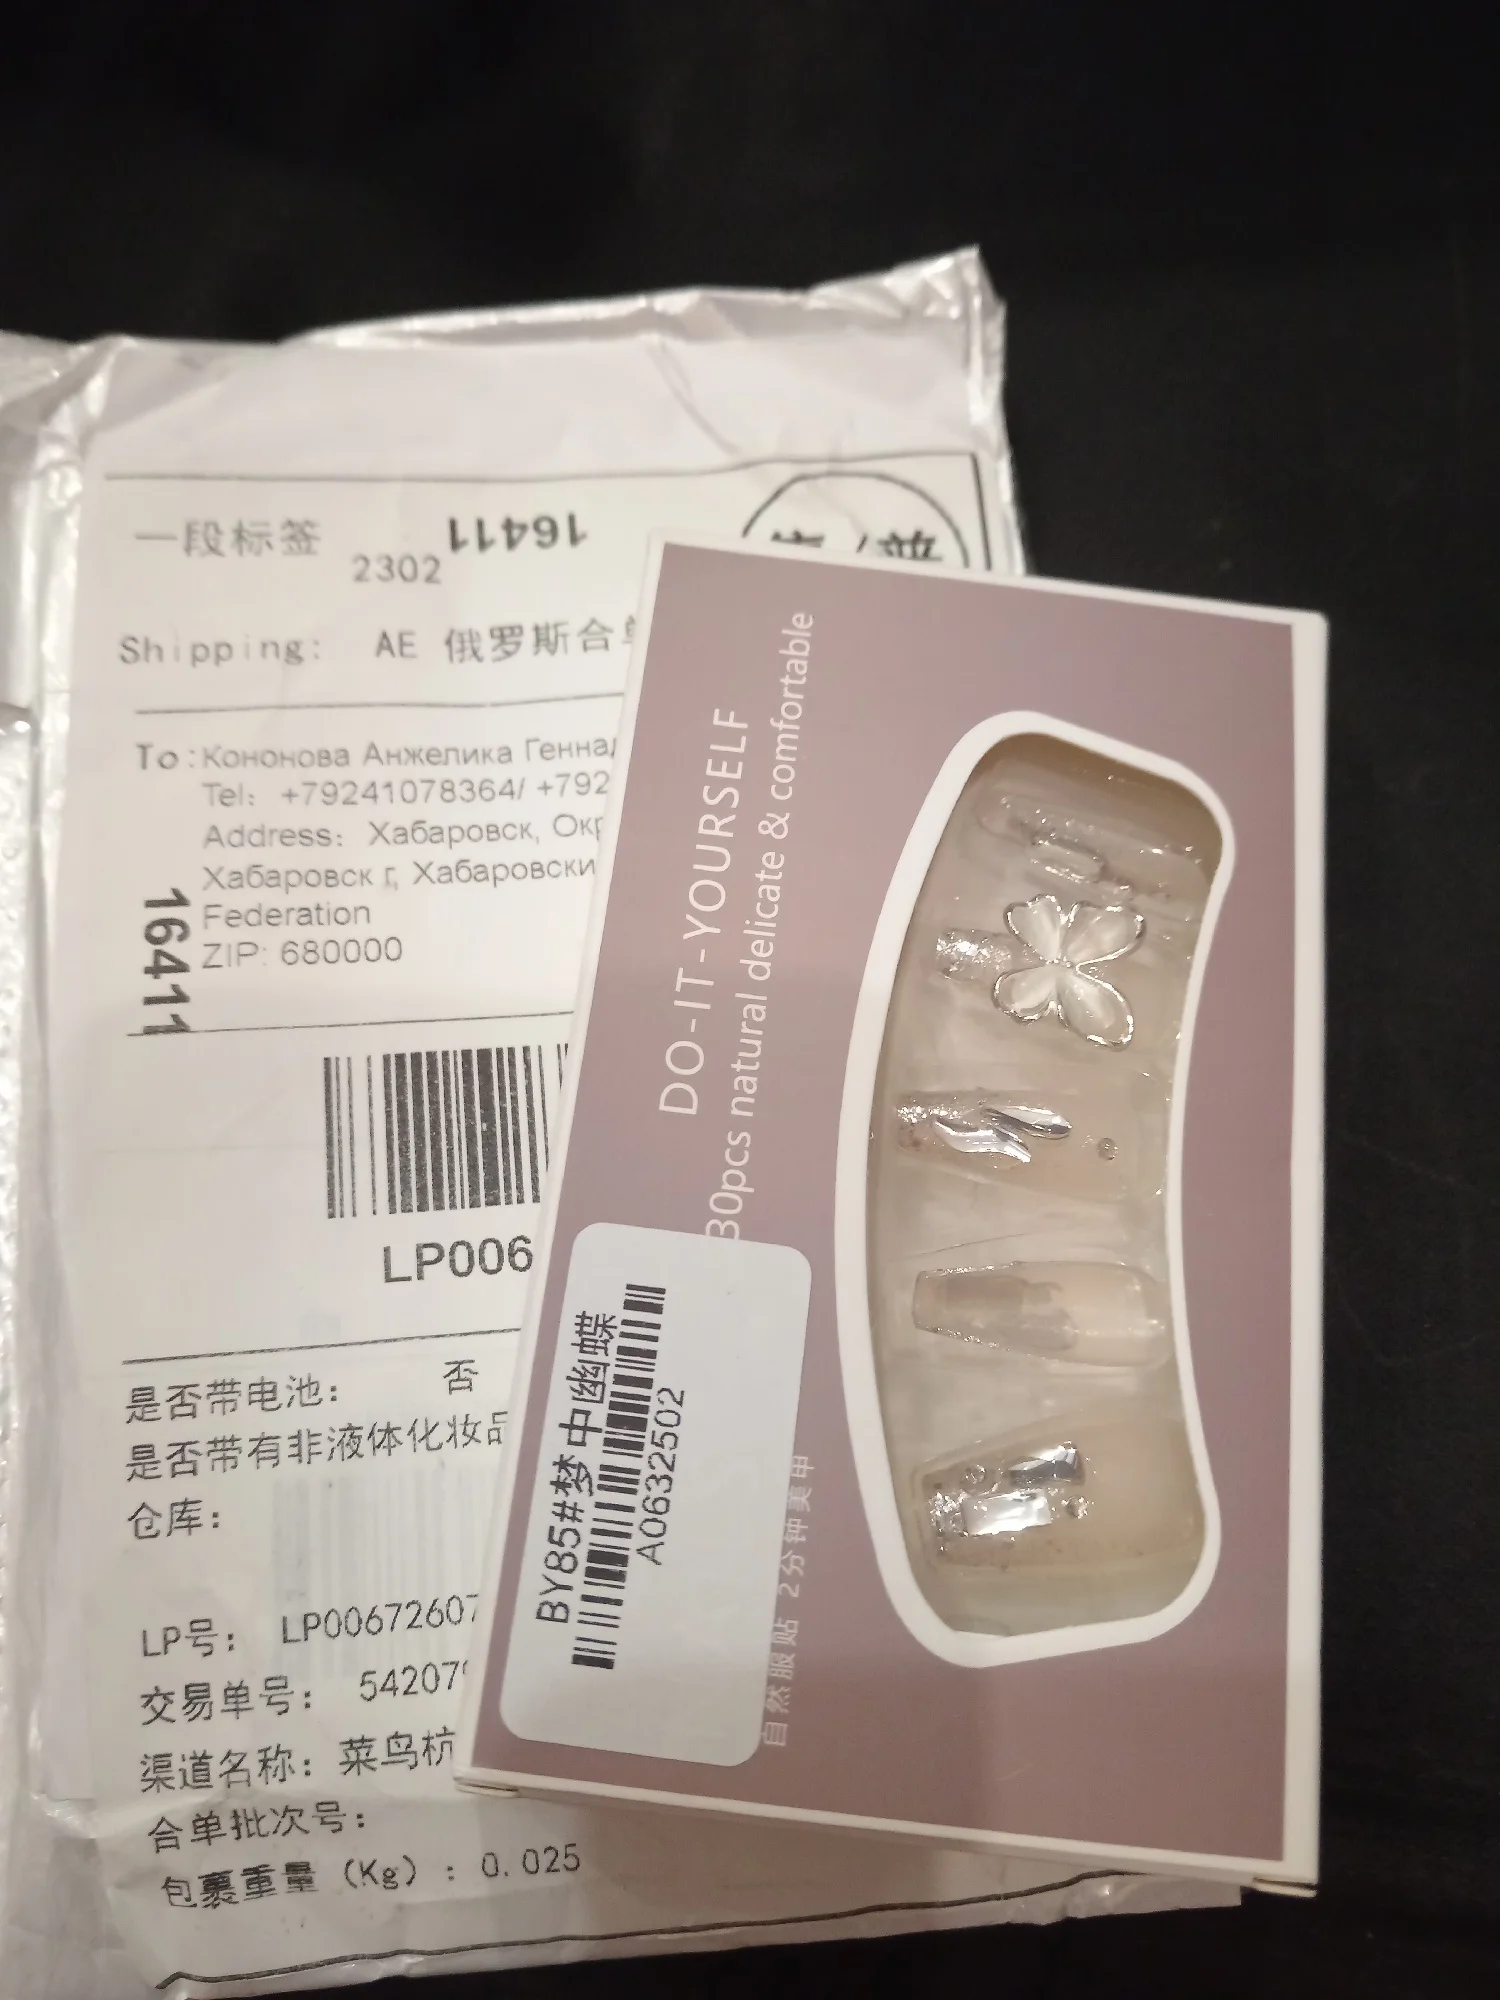 一段标签
16411
2302
Shipping: AE 俄罗斯合单
To: Кононова Анжелика
Tel: +79241078364/ +792
Address: Хабаровск,
Хабаровск г, Хабаровски
Federation
ZIP: 680000
16411
LP006
是否带电池: 否
是否带有非液体化妆品
仓库:
LP号: LP00672607
交易单号: 54207
渠道名称: 菜鸟杭
合单批次号:
包裹重量 (Kg) : 0.025
DO-IT-YOURSELF
30pcs natural delicate & comfortable
BY85#梦中幽蝶
A0632502
自然服贴 2分钟美甲